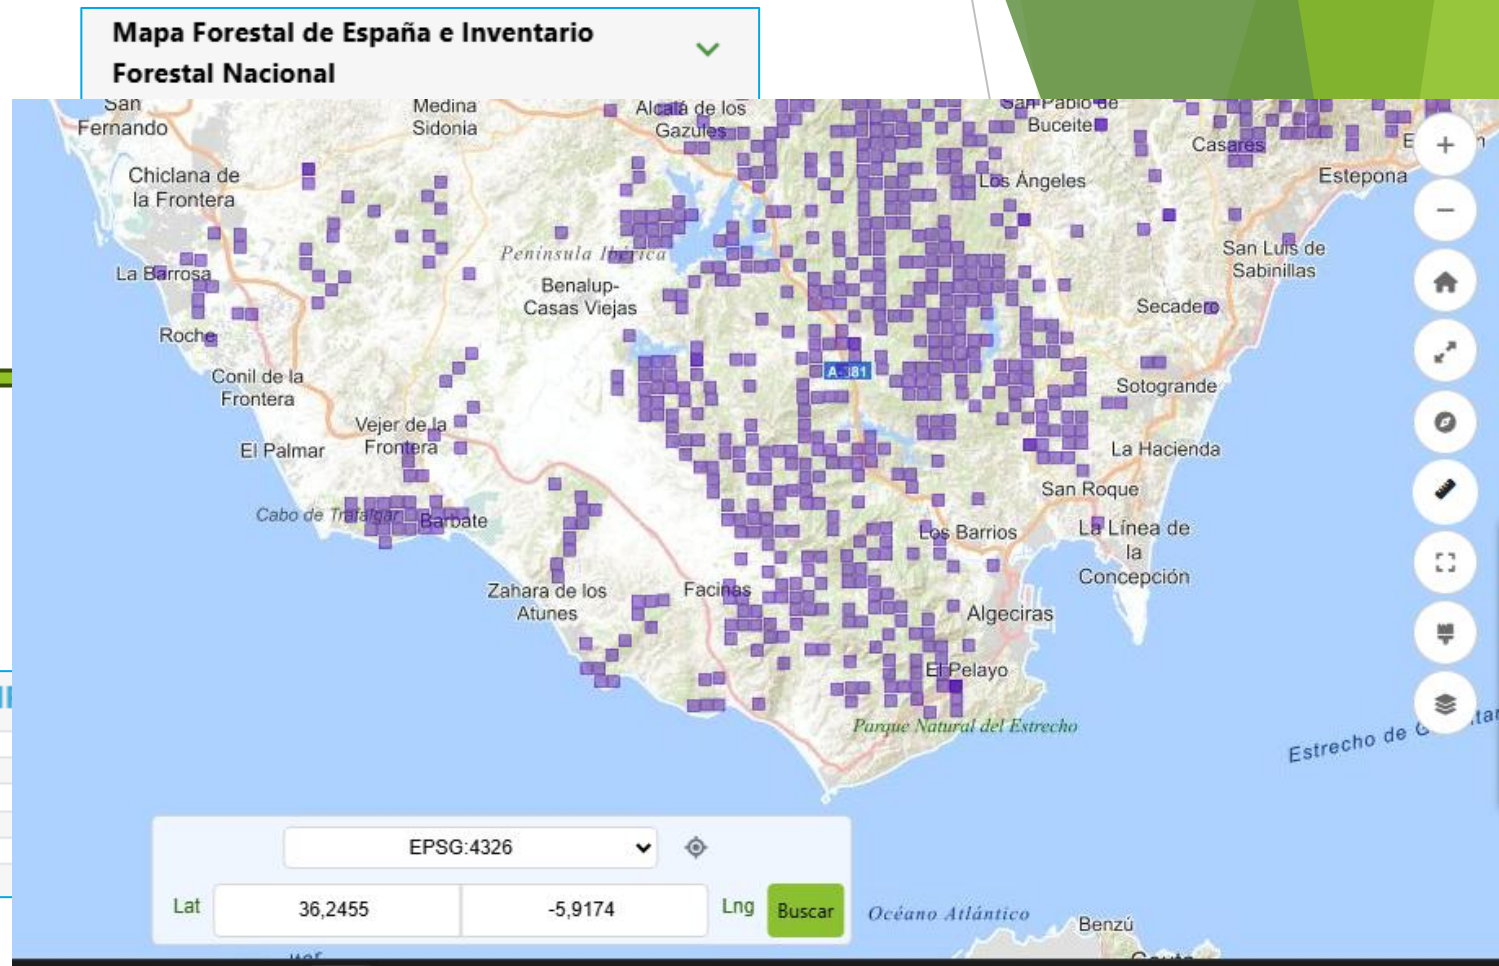 Mapa Forestal de España e Inventario
Forestal Nacional
San
Fernando
Medina
Sidonia
Alcalá de los
Gazules
San Pablo de
Buceite
Casares
Estepona
Chiclana de
la Frontera
Los Ángeles
Península Ibérica
San Luis de
Sabinillas
La Barrosa
Benalup-
Casas Viejas
Secadero
Roche
A-381
Conil de la
Frontera
Sotogrande
Vejer de la
Frontera
El Palmar
La Hacienda
San Roque
Cabo de Trafalgar
Barbate
Los Barrios
La Línea de
la
Concepción
Zahara de los
Atunes
Facinas
Algeciras
El Pelayo
Parque Natural del Estrecho
Estrecho de
EPSG:4326
Lat
36,2455
-5,9174
Lng
Buscar
Océano Atlántico
Benzú
Ceuta